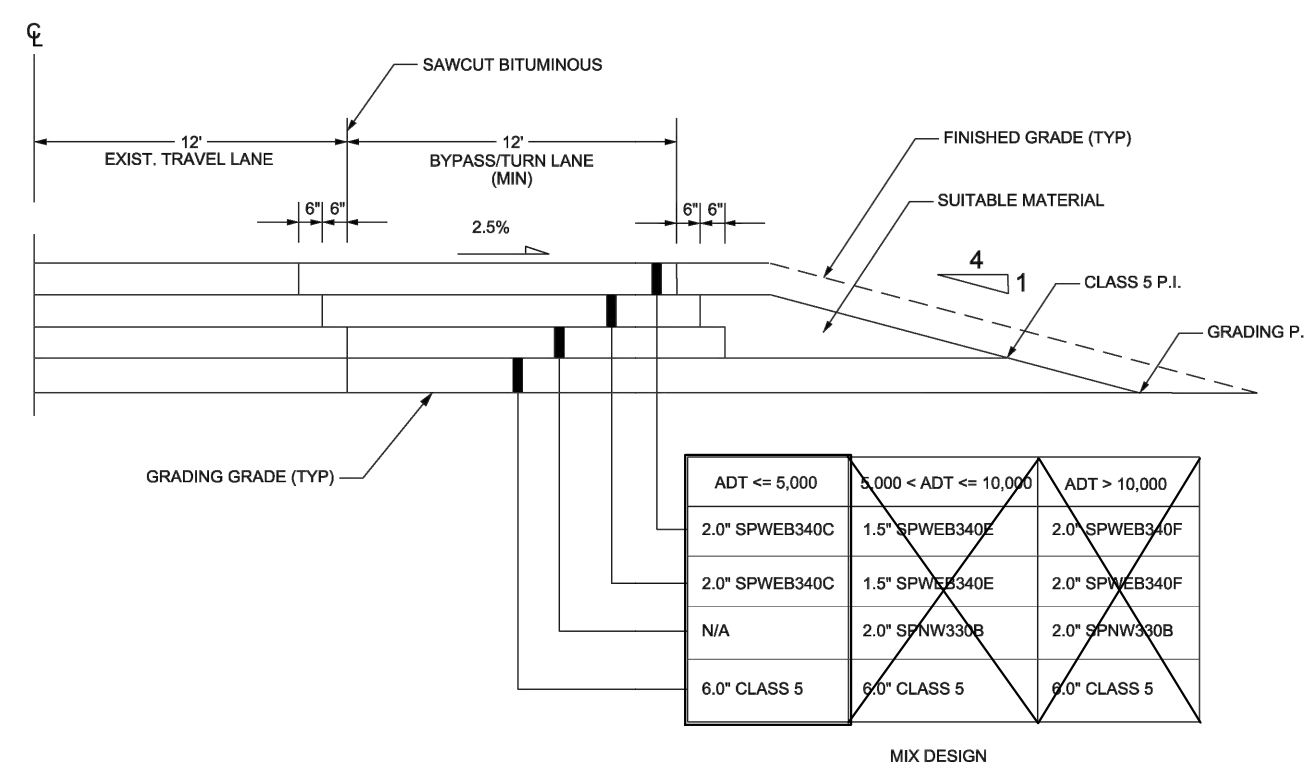 ℄
SAWCUT BITUMINOUS
12'
EXIST. TRAVEL LANE
12'
BYPASS/TURN LANE
(MIN)
FINISHED GRADE (TYP)
SUITABLE MATERIAL
6" 6"
2.5%
6" 6"
4
1
CLASS 5 P.I.
GRADING P.
GRADING GRADE (TYP)
ADT <= 5,000 5,000 < ADT <= 10,000 ADT > 10,000
2.0" SPWEB340C 1.5" SPWEB340E 2.0" SPWEB340F
2.0" SPWEB340C 1.5" SPWEB340E 2.0" SPWEB340F
N/A 2.0" SPNW330B 2.0" SPNW330B
6.0" CLASS 5 6.0" CLASS 5 6.0" CLASS 5
MIX DESIGN